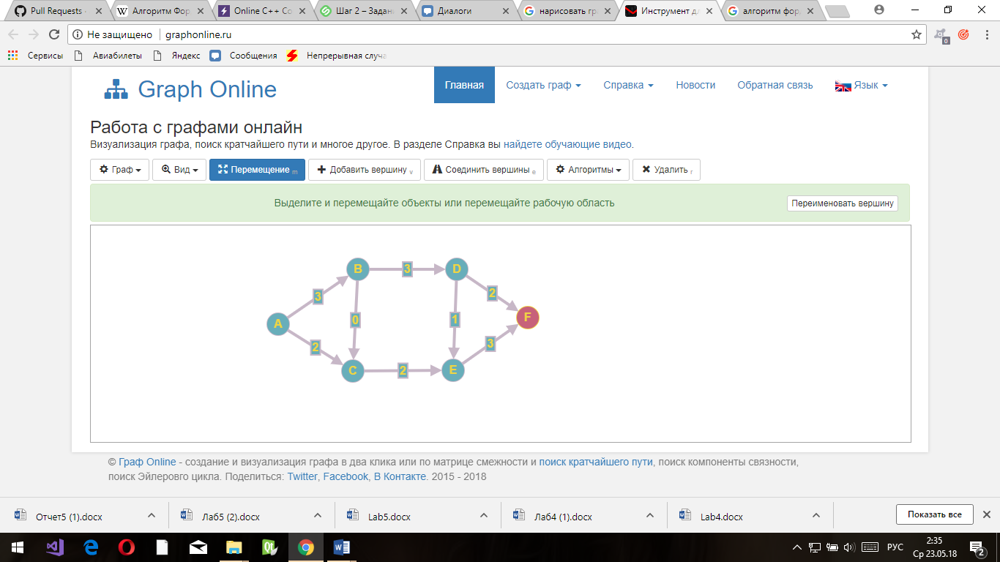 Pull Requests
Алгоритм Фор
Online C++ Co
Шаг 2 – Задан
Диалоги
нарисовать гр
Инструмент дл
алгоритм фор
Не защищено
graphonline.ru
0
Сервисы
Авиабилеты
Яндекс
Сообщения
Непрерывная случа
Graph Online
Главная
Создать граф
Справка
Новости
Обратная связь
Язык
Работа с графами онлайн
Визуализация графа, поиск кратчайшего пути и многое другое. В разделе Справка вы найдете обучающие видео.
Граф
Вид
Перемещение m
Добавить вершину v
Соединить вершины e
Алгоритмы
Удалить r
Выделите и перемещайте объекты или перемещайте рабочую область
Переименовать вершину
B
3
D
3
2
A
0
1
F
2
3
C
2
E
© Граф Online - создание и визуализация графа в два клика или по матрице смежности и поиск кратчайшего пути, поиск компоненты связности,
поиск Эйлерового цикла. Поделиться: Twitter, Facebook, В Контакте. 2015 - 2018
Отчет5 (1).docx
Лаб5 (2).docx
Lab5.docx
Лаб4 (1).docx
Lab4.docx
Показать все
РУС
2:35
Ср 23.05.18
2